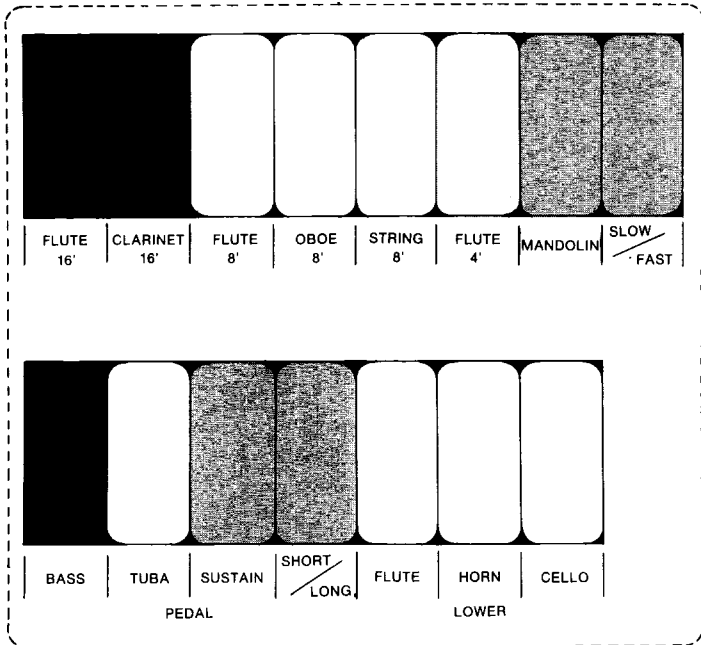 FLUTE 16' CLARINET 16' FLUTE 8' OBOE 8' STRING 8' FLUTE 4' MANDOLIN SLOW / FAST
BASS TUBA SUSTAIN SHORT / LONG FLUTE HORN CELLO
PEDAL LOWER